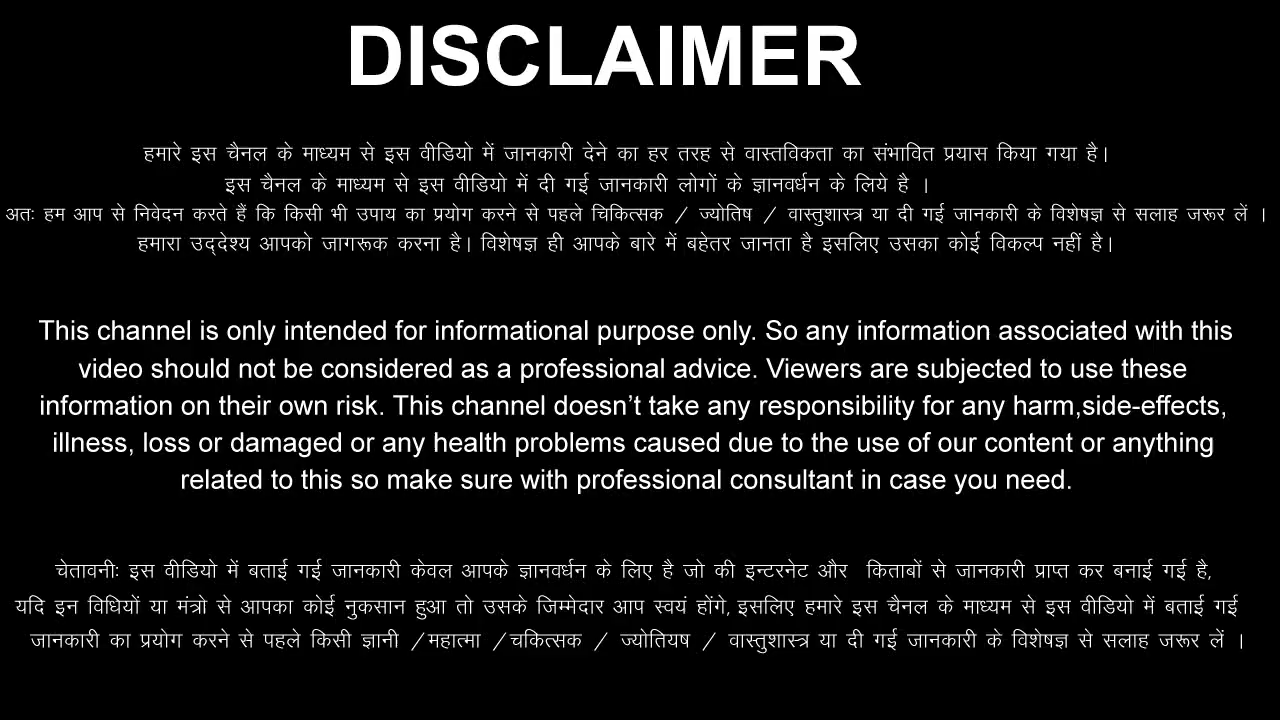 DISCLAIMER
हमारे इस चैनल के माध्यम से इस वीडियो में जानकारी देने का हर तरह से वास्तविकता का संभावित प्रयास किया गया है।
इस चैनल के माध्यम से इस वीडियो में दी गई जानकारी लोगों के ज्ञानवर्धन के लिये है ।
अतः हम आप से निवेदन करते हैं कि किसी भी उपाय का प्रयोग करने से पहले चिकित्सक / ज्योतिष / वास्तुशास्त्र या दी गई जानकारी के विशेषज्ञ से सलाह जरूर लें ।
हमारा उद्देश्य आपको जागरूक करना है। विशेषज्ञ ही आपके बारे में बहेतर जानता है इसलिए उसका कोई विकल्प नहीं है।
This channel is only intended for informational purpose only. So any information associated with this
video should not be considered as a professional advice. Viewers are subjected to use these
information on their own risk. This channel doesn’t take any responsibility for any harm,side-effects,
illness, loss or damaged or any health problems caused due to the use of our content or anything
related to this so make sure with professional consultant in case you need.
चेतावनीः इस वीडियो में बताई गई जानकारी केवल आपके ज्ञानवर्धन के लिए है जो की इन्टरनेट और किताबों से जानकारी प्राप्त कर बनाई गई है,
यदि इन विधियों या मंत्रो से आपका कोई नुकसान हुआ तो उसके जिम्मेदार आप स्वयं होंगे, इसलिए हमारे इस चैनल के माध्यम से इस वीडियो में बताई गई
जानकारी का प्रयोग करने से पहले किसी ज्ञानी /महात्मा /चकित्सक / ज्योतियष / वास्तुशास्त्र या दी गई जानकारी के विशेषज्ञ से सलाह जरूर लें ।